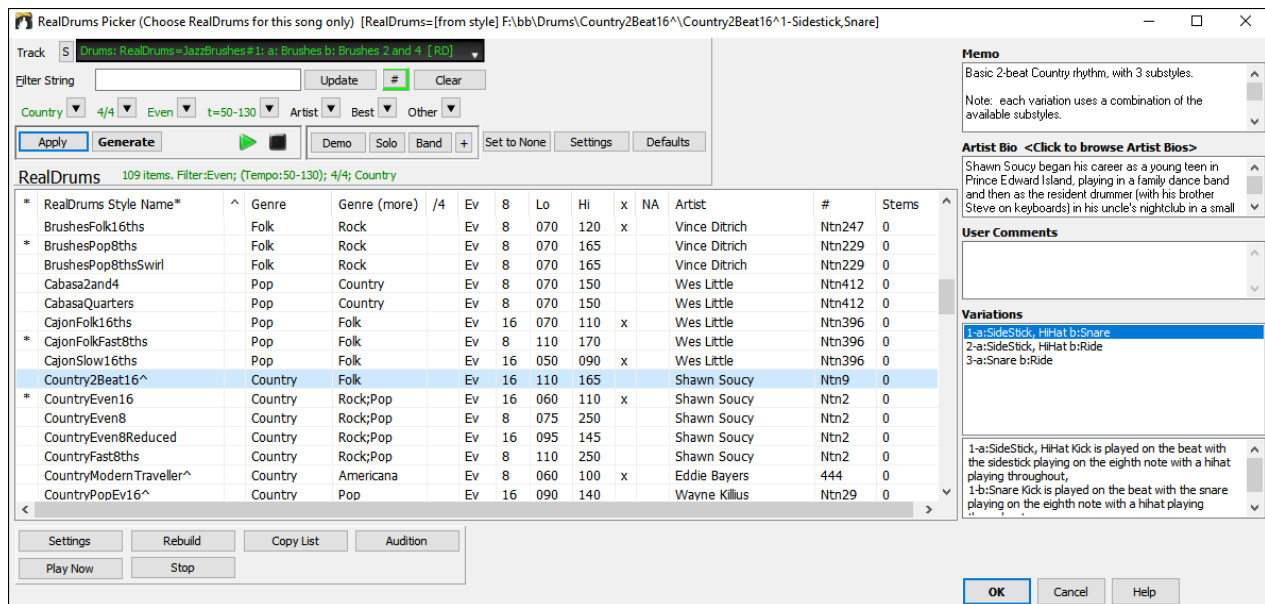 RealDrums Picker (Choose RealDrums for this song only) [RealDrums=[from style] F:\bb\Drums\Country2Beat16^\Country2Beat16^1-Sidestick,Snare]
Track S Drums: RealDrums=JazzBrushes#1: a: Brushes b: Brushes 2 and 4 [RD]
Filter String Update # Clear
Country 4/4 Even t=50-130 Artist Best Other
Apply Generate Demo Solo Band + Set to None Settings Defaults
RealDrums 109 items. Filter:Even; (Tempo:50-130); 4/4; Country
* RealDrums Style Name* ^ Genre Genre (more) /4 Ev 8 Lo Hi x NA Artist # Stems
BrushesFolk16ths Folk Rock Ev 8 070 120 x Vince Ditrich Ntn247 0
* BrushesPop8ths Folk Rock Ev 8 070 165 Vince Ditrich Ntn229 0
BrushesPop8thsSwirl Folk Rock Ev 8 070 165 Vince Ditrich Ntn229 0
Cabasa2and4 Pop Country Ev 8 070 150 Wes Little Ntn412 0
CabasaQuarters Pop Country Ev 8 070 150 Wes Little Ntn412 0
CajonFolk16ths Pop Folk Ev 16 070 110 x Wes Little Ntn396 0
* CajonFolkFast8ths Pop Folk Ev 8 110 170 Wes Little Ntn396 0
CajonSlow16ths Pop Folk Ev 16 050 090 x Wes Little Ntn396 0
Country2Beat16^ Country Folk Ev 16 110 165 Shawn Soucy Ntn9 0
* CountryEven16 Country Rock;Pop Ev 16 060 110 x Shawn Soucy Ntn2 0
CountryEven8 Country Rock;Pop Ev 8 075 250 Shawn Soucy Ntn2 0
CountryEven8Reduced Country Rock;Pop Ev 16 095 145 Shawn Soucy Ntn2 0
CountryFast8ths Country Rock;Pop Ev 8 110 250 Shawn Soucy Ntn2 0
CountryModernTraveller^ Country Americana Ev 8 060 100 x Eddie Bayers 444 0
CountryPopEv16^ Country Pop Ev 16 090 140 Wayne Killius Ntn29 0
Settings Rebuild Copy List Audition
Play Now Stop
Memo
Basic 2-beat Country rhythm, with 3 substyles.
Note: each variation uses a combination of the
available substyles.
Artist Bio <Click to browse Artist Bios>
Shawn Soucy began his career as a young teen in
Prince Edward Island, playing in a family dance band
and then as the resident drummer (with his brother
Steve on keyboards) in his uncle's nightclub in a small
User Comments
Variations
1-a:SideStick, HiHat b:Snare
2-a:SideStick, HiHat b:Ride
3-a:Snare b:Ride
1-a:SideStick, HiHat Kick is played on the beat with
the sidestick playing on the eighth note with a hihat
playing throughout,
1-b:Snare Kick is played on the beat with the snare
playing on the eighth note with a hihat playing
OK Cancel Help